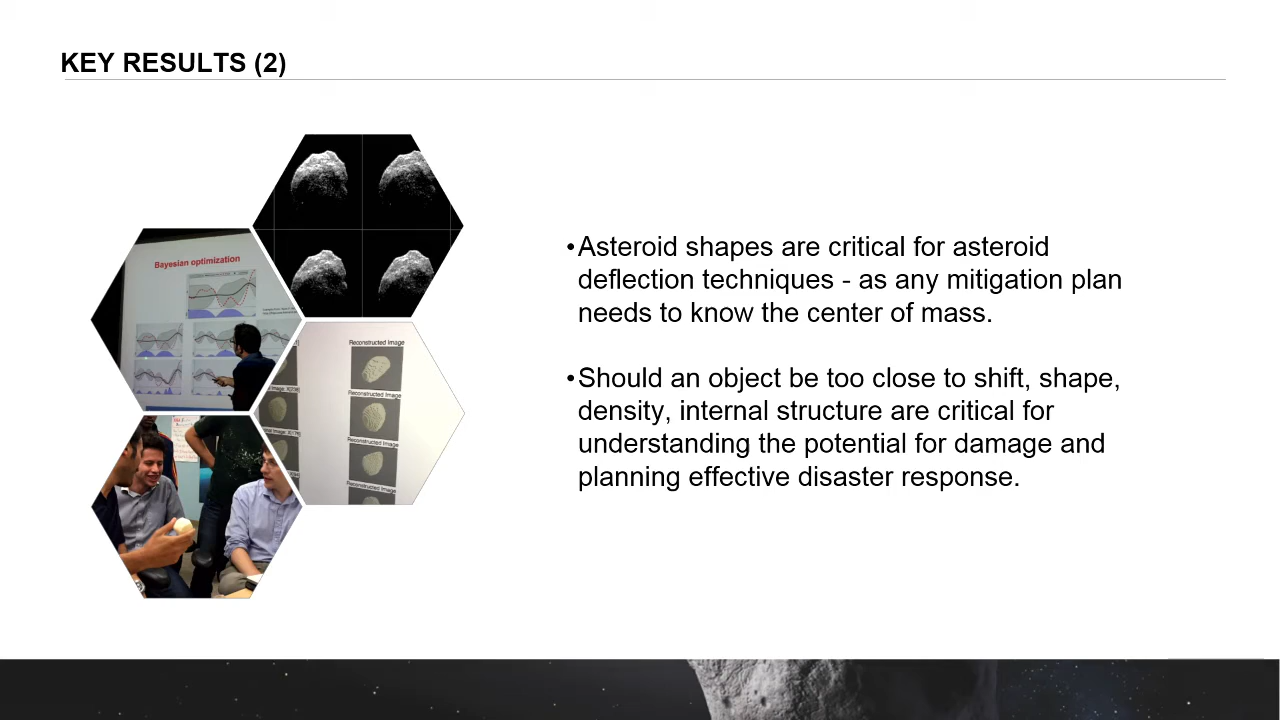 KEY RESULTS (2)
Bayesian optimization
Reconstructed Image
Reconstructed Image
Reconstructed Image
Reconstructed Image
•Asteroid shapes are critical for asteroid
deflection techniques - as any mitigation plan
needs to know the center of mass.
•Should an object be too close to shift, shape,
density, internal structure are critical for
understanding the potential for damage and
planning effective disaster response.